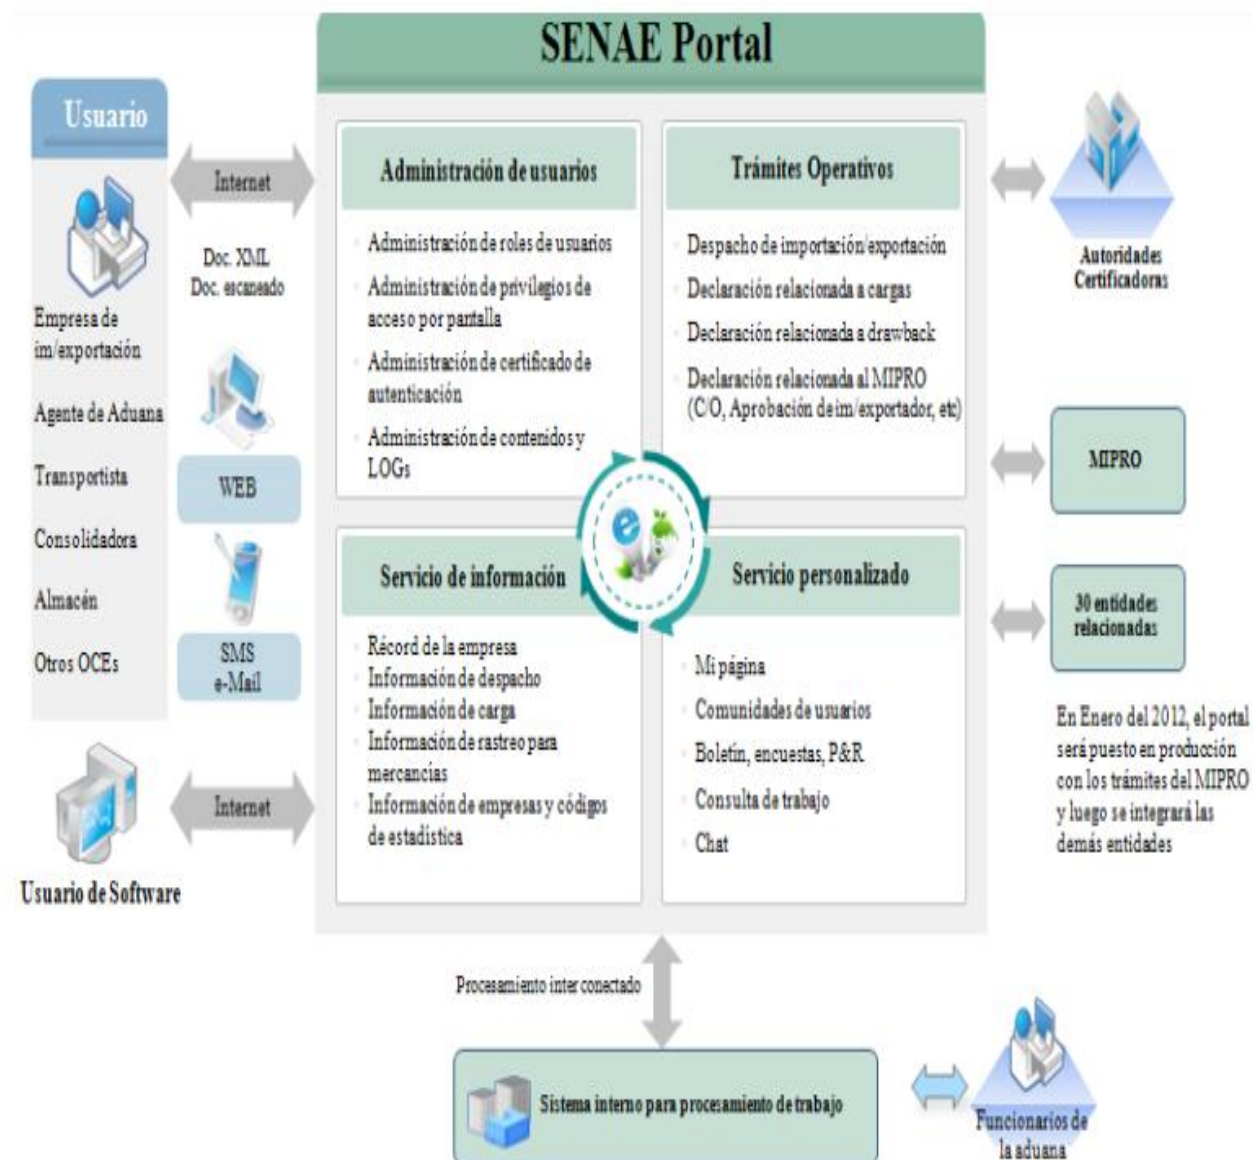 SENAE Portal
Usuario
Empresa de
im/exportación
Agente de Aduana
Transportista
Consolidadora
Almacén
Otros OCEs
Internet
Doc. XML
Doc. escaneado
WEB
SMS
e-Mail
Internet
Usuario de Software
Administración de usuarios
Administración de roles de usuarios
Administración de privilegios de
acceso por pantalla
Administración de certificado de
autenticación
Administración de contenidos y
LOGs
Trámites Operativos
Despacho de importación/exportación
Declaración relacionada a cargas
Declaración relacionada a drawback
Declaración relacionada al MIPRO
(C/O, Aprobación de im/exportador, etc)
Servicio de información
Récord de la empresa
Información de despacho
Información de carga
Información de rastreo para
mercancías
Información de empresas y códigos
de estadística
Servicio personalizado
Mi página
Comunidades de usuarios
Boletín, encuestas, P&R
Consulta de trabajo
Chat
Autoridades
Certificadoras
MIPRO
30 entidades
relacionadas
En Enero del 2012, el portal
será puesto en producción
con los trámites del MIPRO
y luego se integrará las
demás entidades
Procesamiento inter conectado
Sistema interno para procesamiento de trabajo
Funcionarios de
la aduana